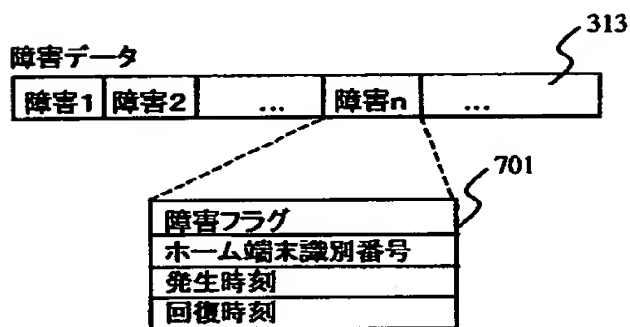 313
障害データ
障害1 障害2 ... 障害n ...
701
障害フラグ
ホーム端末識別番号
発生時刻
回復時刻